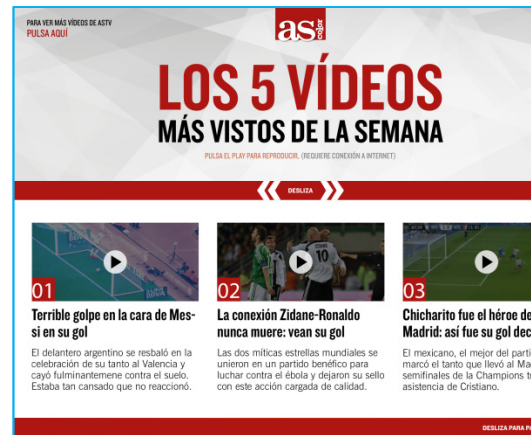 PARA VER MÁS VÍDEOS DE ASTV
PULSA AQUÍ
as color
LOS 5 VÍDEOS
MÁS VISTOS DE LA SEMANA
PULSA EL PLAY PARA REPRODUCIR. (REQUIERE CONEXIÓN A INTERNET)
DESLIZA
01
Terrible golpe en la cara de Mes-
si en su gol
El delantero argentino se resbaló en la
celebración de su tanto al Valencia y
cayó fulminantemente contra el suelo.
Estaba tan cansado que no reaccionó.
02
La conexión Zidane-Ronaldo
nunca muere: vean su gol
Las dos míticas estrellas mundiales se
unieron en un partido benéfico para
luchar contra el ébola y dejaron su sello
con este acción cargada de calidad.
10
03
Chicharito fue el héroe de
Madrid: así fue su gol dec
El mexicano, el mejor del parti
marcó el tanto que llevó al Ma
semifinales de la Champions t
asistencia de Cristiano.
DESLIZA PARA